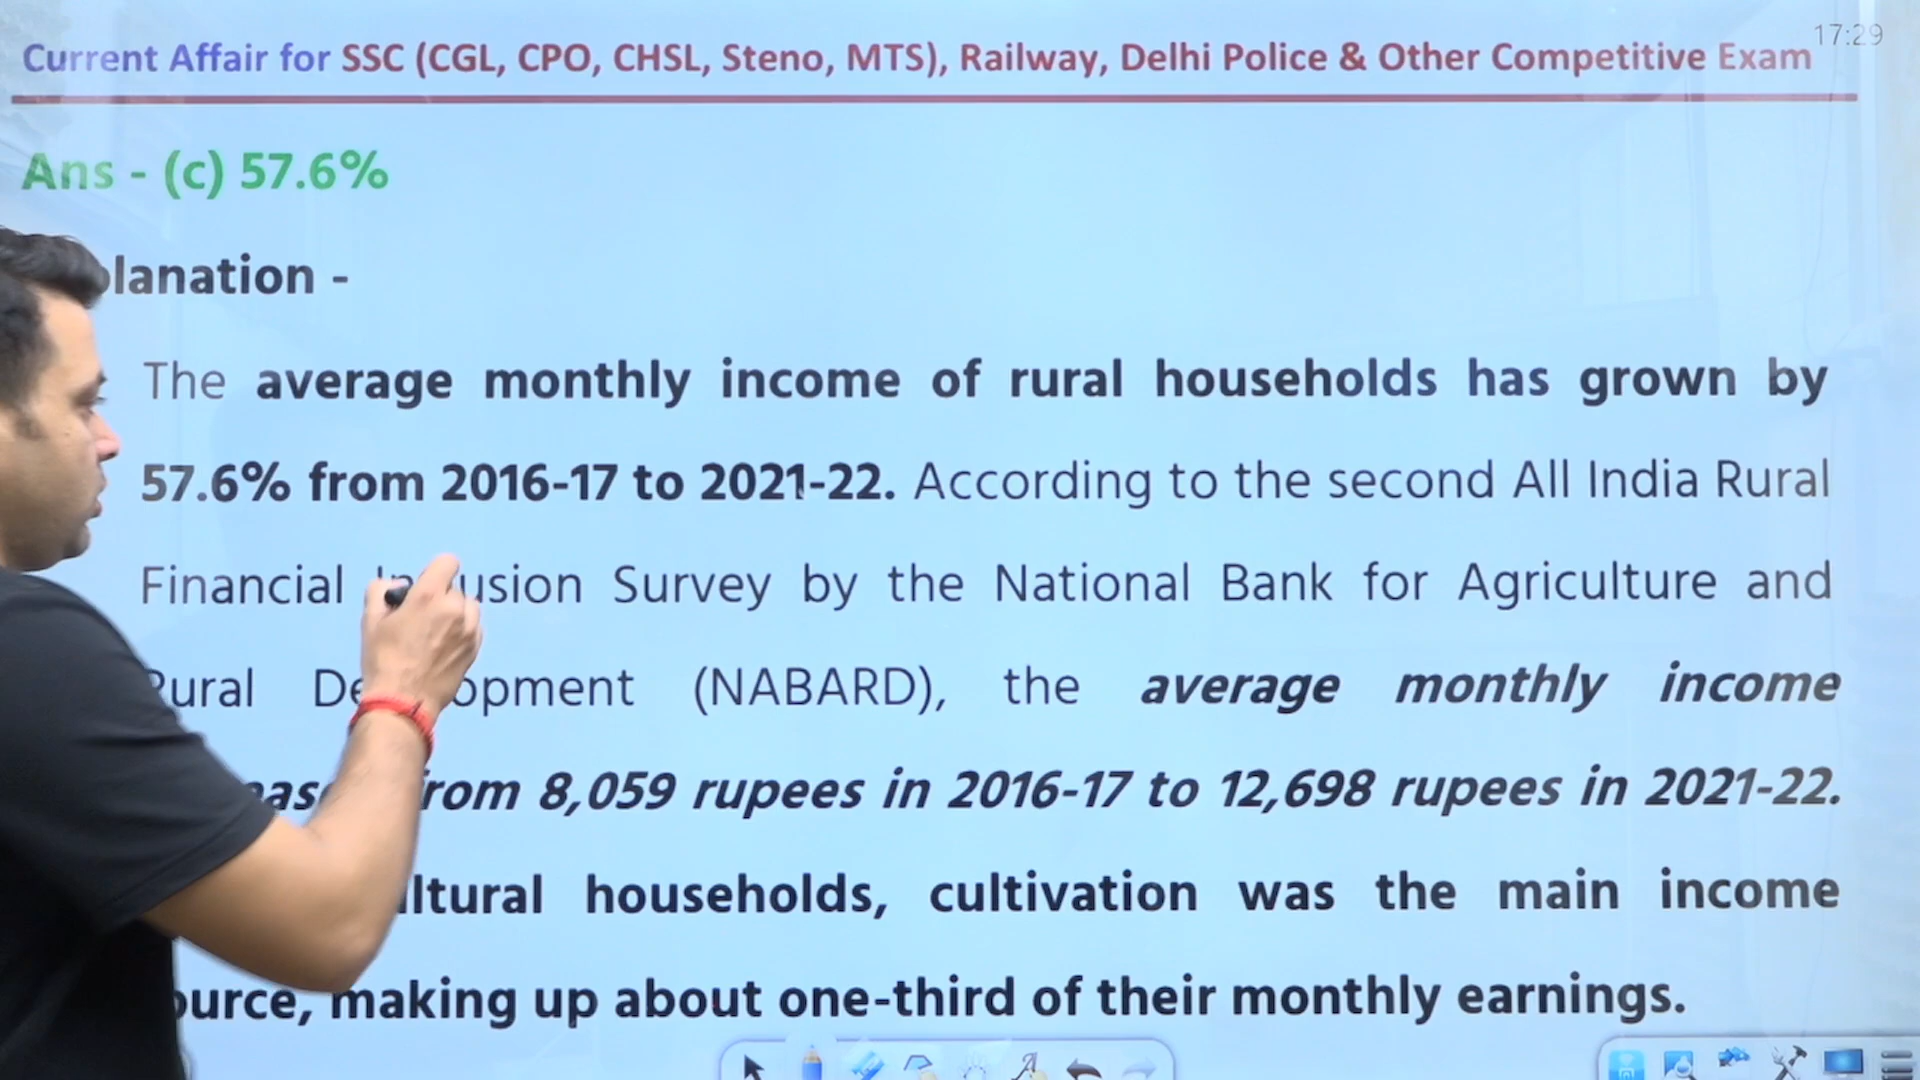 Current Affair for SSC (CGL, CPO, CHSL, Steno, MTS), Railway, Delhi Police & Other Competitive Exam
17:29
Ans - (c) 57.6%
lanation -
The average monthly income of rural households has grown by
57.6% from 2016-17 to 2021-22. According to the second All India Rural
Financial usion Survey by the National Bank for Agriculture and
ural De opment (NABARD), the average monthly income
eas from 8,059 rupees in 2016-17 to 12,698 rupees in 2021-22.
ltural households, cultivation was the main income
ource, making up about one-third of their monthly earnings.